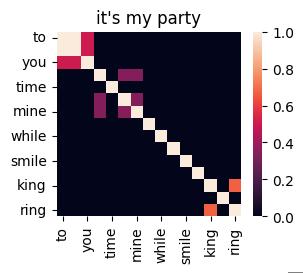 it's my party
to
you
time
mine
while
smile
king
ring
1.0
0.8
0.6
0.4
0.2
0.0
to
you
time
mine
while
smile
king
ring